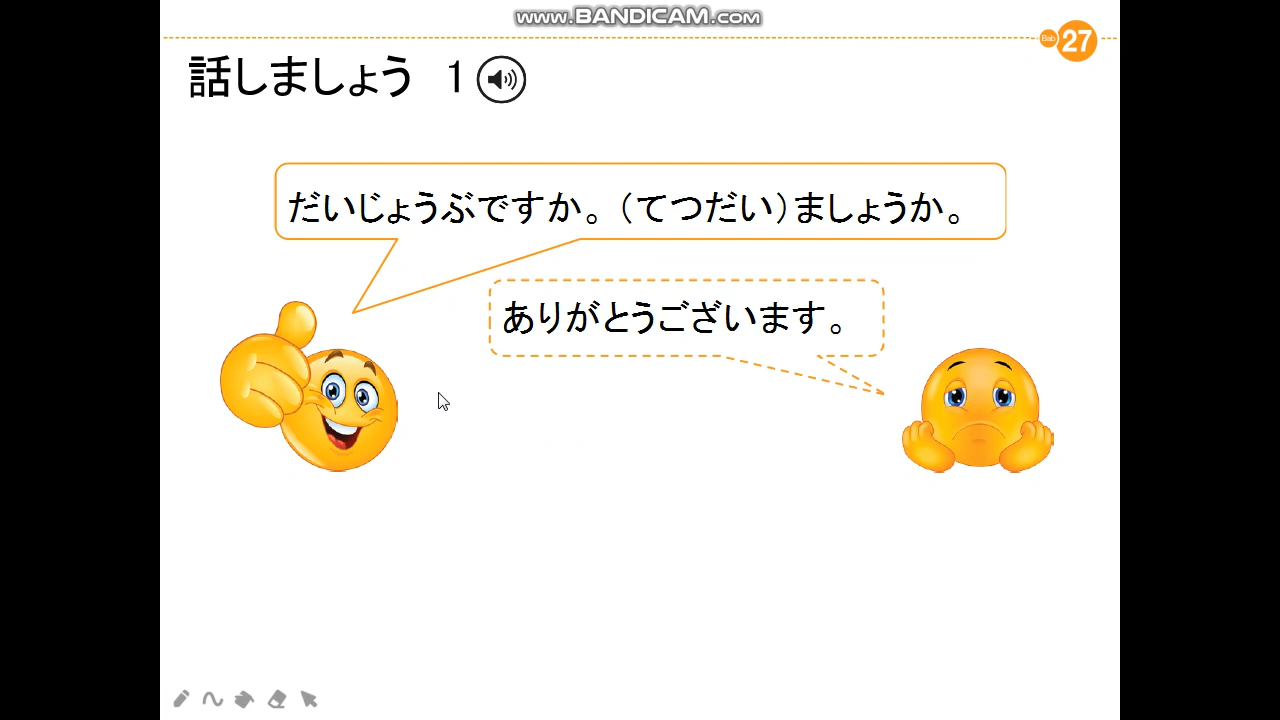 www.BANDICAM.com
Bab 27
話しましょう 1
だいじょうぶですか。（てつだい）ましょうか。
ありがとうございます。